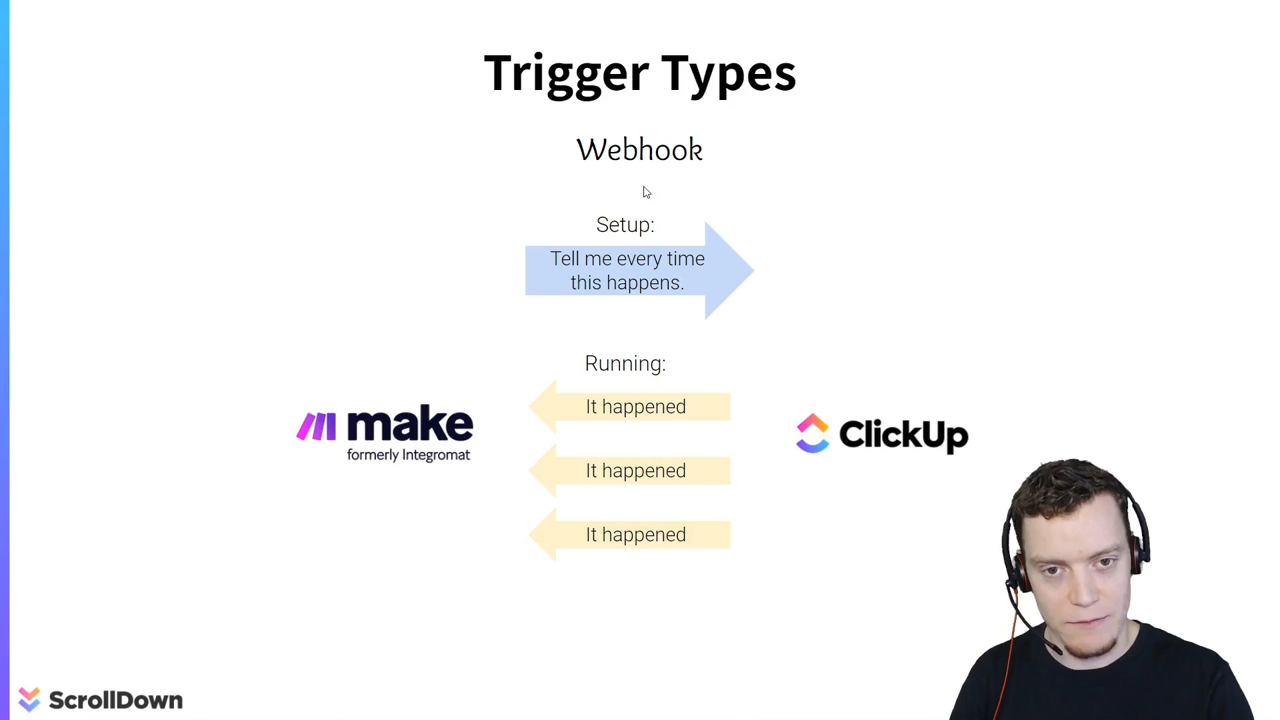 Trigger Types
Webhook
Setup:
Tell me every time
this happens.
Running:
It happened
make
formerly Integromat
ClickUp
It happened
It happened
ScrollDown